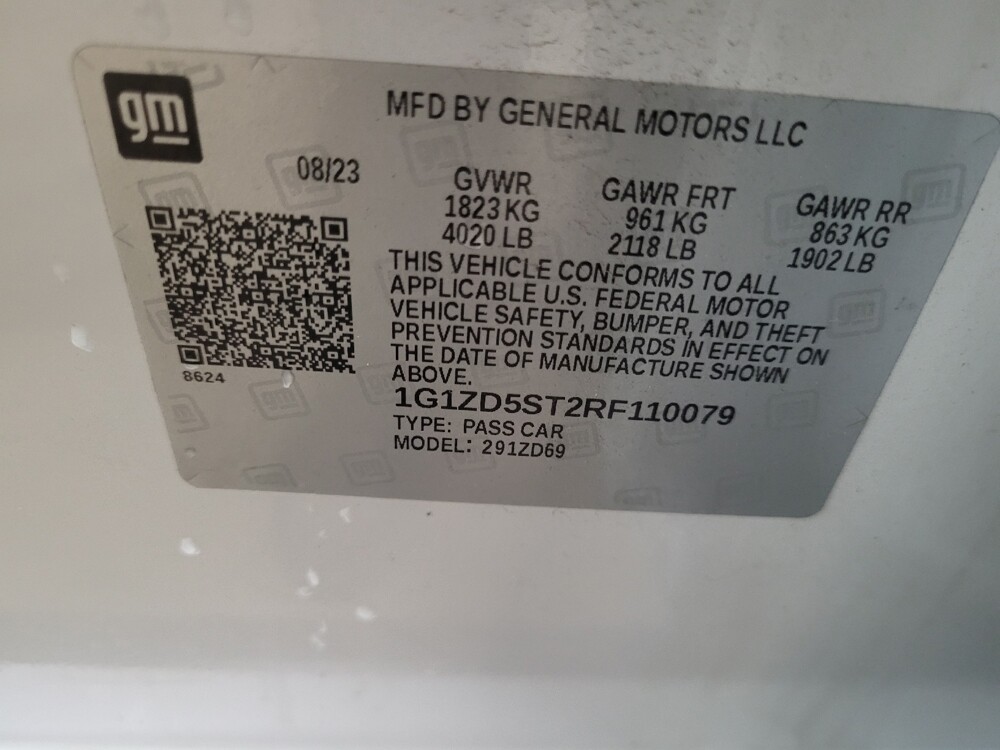 gm
MFD BY GENERAL MOTORS LLC
08/23
GVWR GAWR FRT GAWR RR
1823 KG 961 KG 863 KG
4020 LB 2118 LB 1902 LB
THIS VEHICLE CONFORMS TO ALL
APPLICABLE U.S. FEDERAL MOTOR
VEHICLE SAFETY, BUMPER, AND THEFT
PREVENTION STANDARDS IN EFFECT ON
THE DATE OF MANUFACTURE SHOWN
ABOVE.
8624
1G1ZD5ST2RF110079
TYPE: PASS CAR
MODEL: 291ZD69